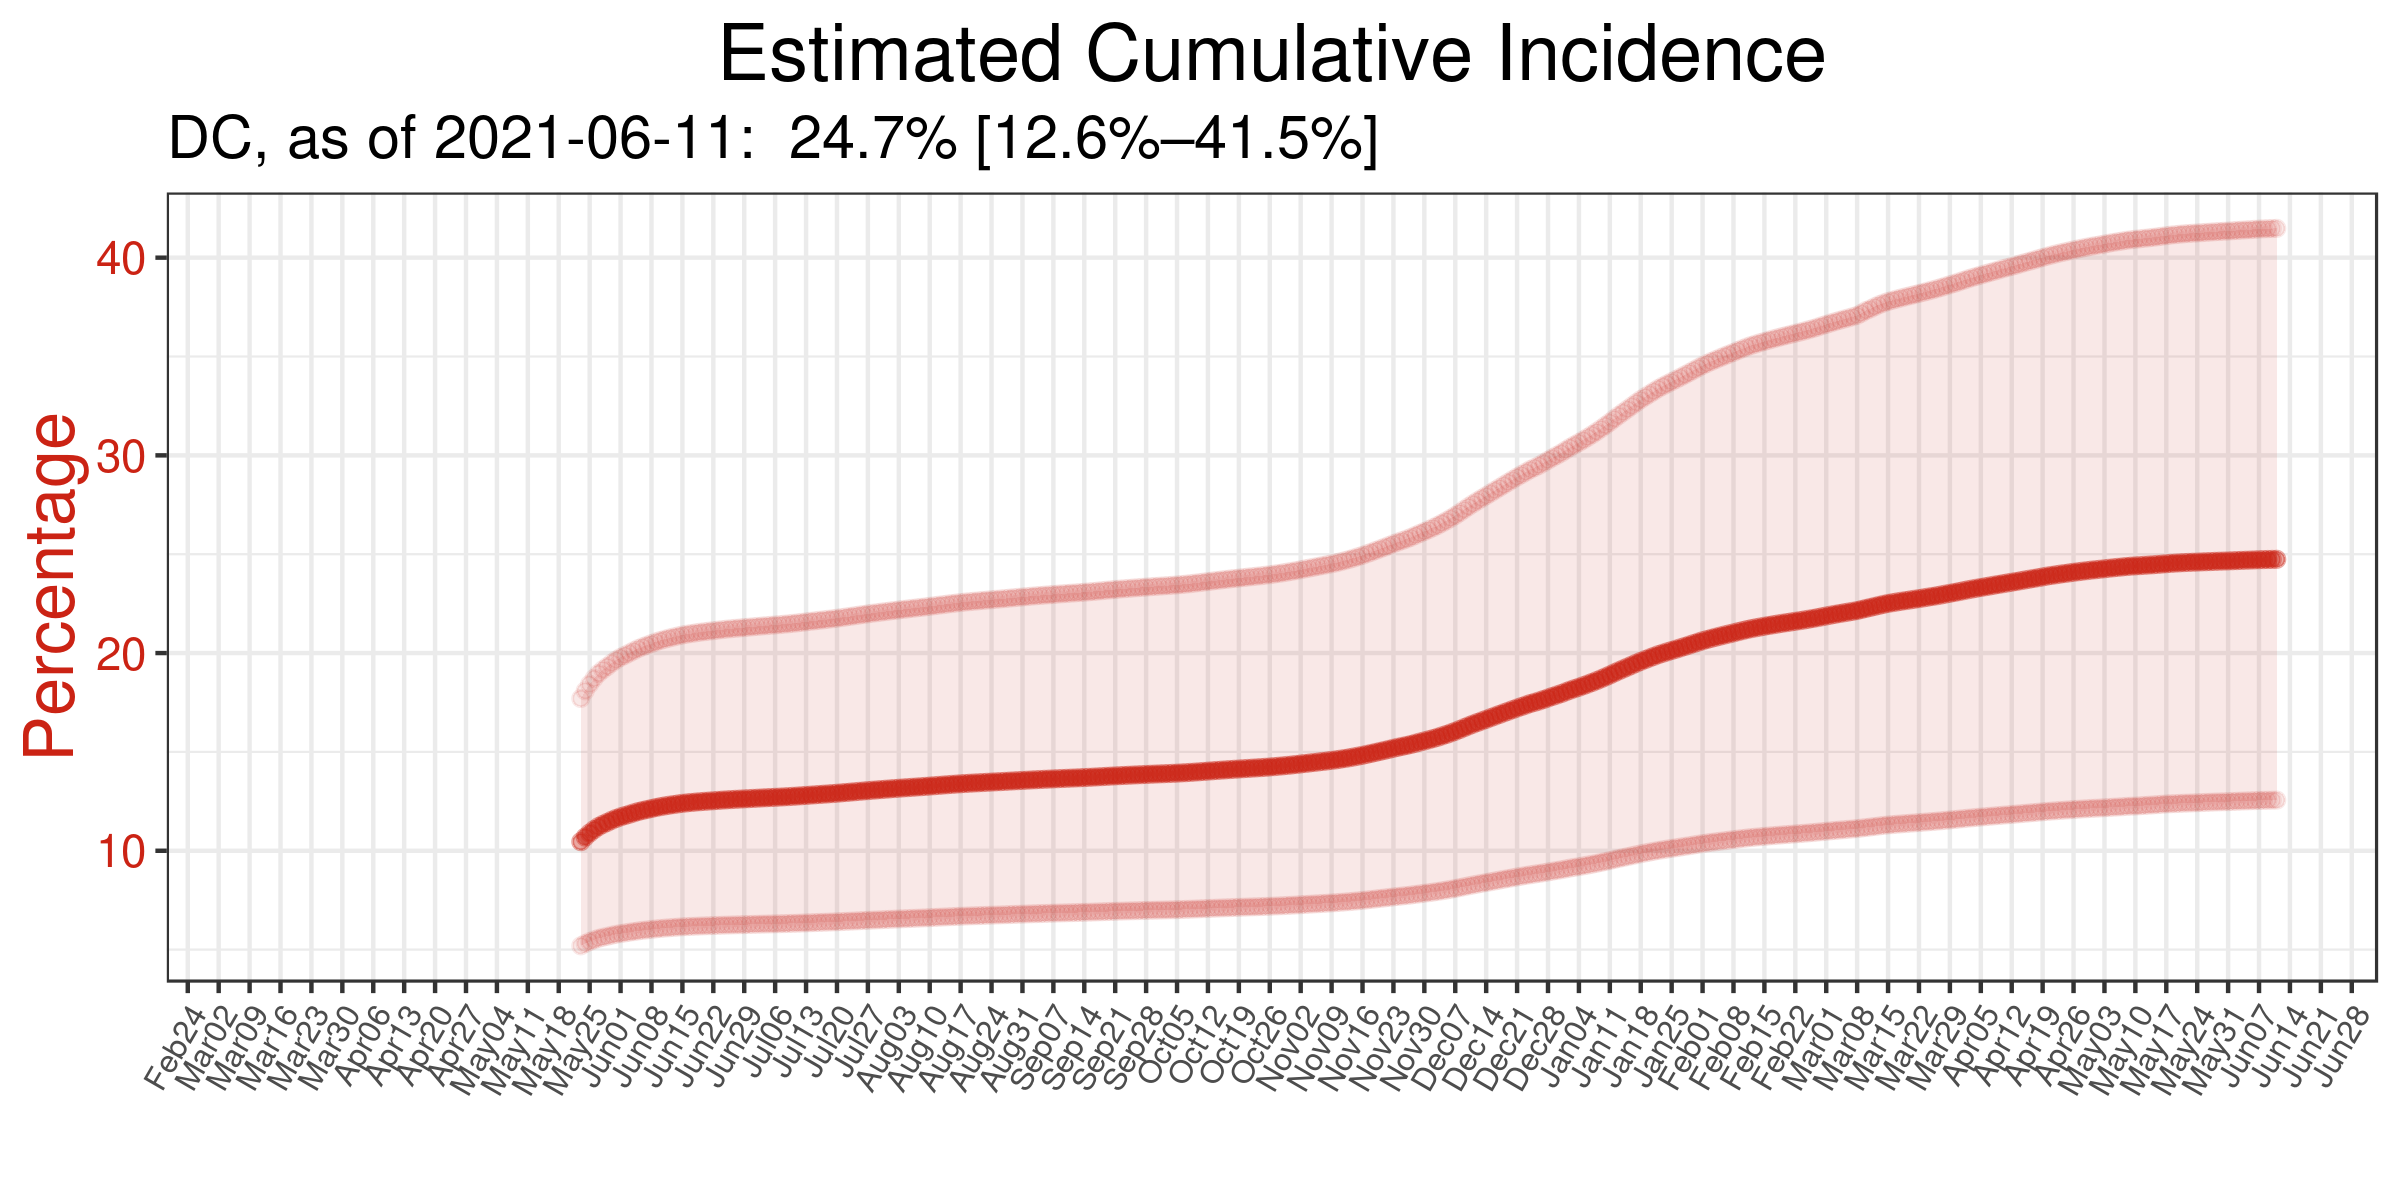 Estimated Cumulative Incidence
DC, as of 2021-06-11:  24.7% [12.6%–41.5%]
Percentage
40
30
20
10
Feb24
Mar02
Mar09
Mar16
Mar23
Mar30
Apr06
Apr13
Apr20
Apr27
May04
May11
May18
May25
Jun01
Jun08
Jun15
Jun22
Jun29
Jul06
Jul13
Jul20
Jul27
Aug03
Aug10
Aug17
Aug24
Aug31
Sep07
Sep14
Sep21
Sep28
Oct05
Oct12
Oct19
Oct26
Nov02
Nov09
Nov16
Nov23
Nov30
Dec07
Dec14
Dec21
Dec28
Jan04
Jan11
Jan18
Jan25
Feb01
Feb08
Feb15
Feb22
Mar01
Mar08
Mar15
Mar22
Mar29
Apr05
Apr12
Apr19
Apr26
May03
May10
May17
May24
May31
Jun07
Jun14
Jun21
Jun28